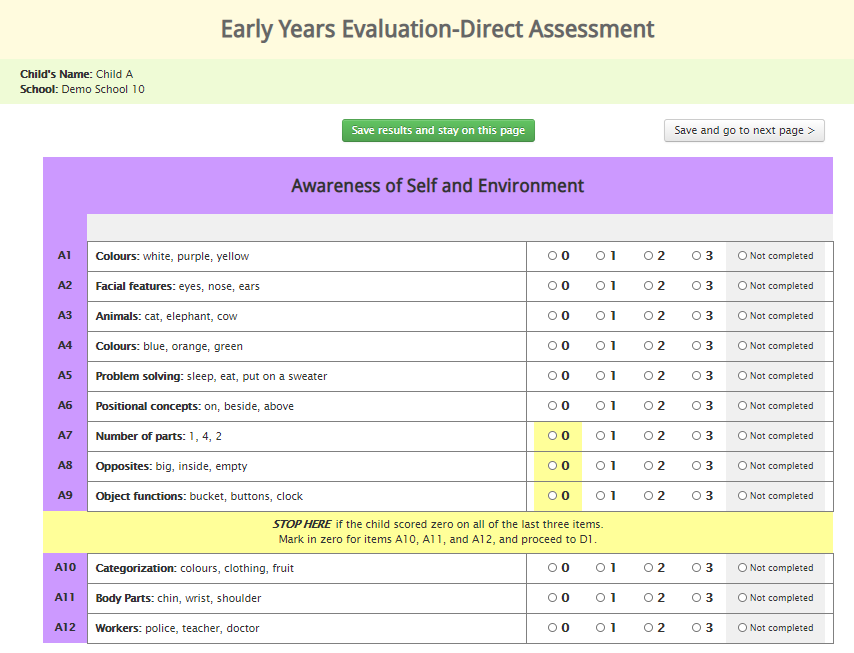 Early Years Evaluation-Direct Assessment
Child's Name: Child A
School: Demo School 10
Save results and stay on this page
Save and go to next page >
Awareness of Self and Environment
A1 Colours: white, purple, yellow 0 1 2 3 Not completed
A2 Facial features: eyes, nose, ears 0 1 2 3 Not completed
A3 Animals: cat, elephant, cow 0 1 2 3 Not completed
A4 Colours: blue, orange, green 0 1 2 3 Not completed
A5 Problem solving: sleep, eat, put on a sweater 0 1 2 3 Not completed
A6 Positional concepts: on, beside, above 0 1 2 3 Not completed
A7 Number of parts: 1, 4, 2 0 1 2 3 Not completed
A8 Opposites: big, inside, empty 0 1 2 3 Not completed
A9 Object functions: bucket, buttons, clock 0 1 2 3 Not completed
STOP HERE if the child scored zero on all of the last three items.
Mark in zero for items A10, A11, and A12, and proceed to D1.
A10 Categorization: colours, clothing, fruit 0 1 2 3 Not completed
A11 Body Parts: chin, wrist, shoulder 0 1 2 3 Not completed
A12 Workers: police, teacher, doctor 0 1 2 3 Not completed